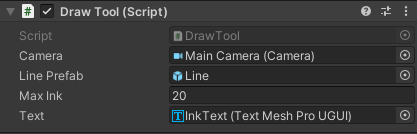 # Draw Tool (Script)
Script # DrawTool
Camera Main Camera (Camera)
Line Prefab Line
Max Ink 20
Text T InkText (Text Mesh Pro UGUI)